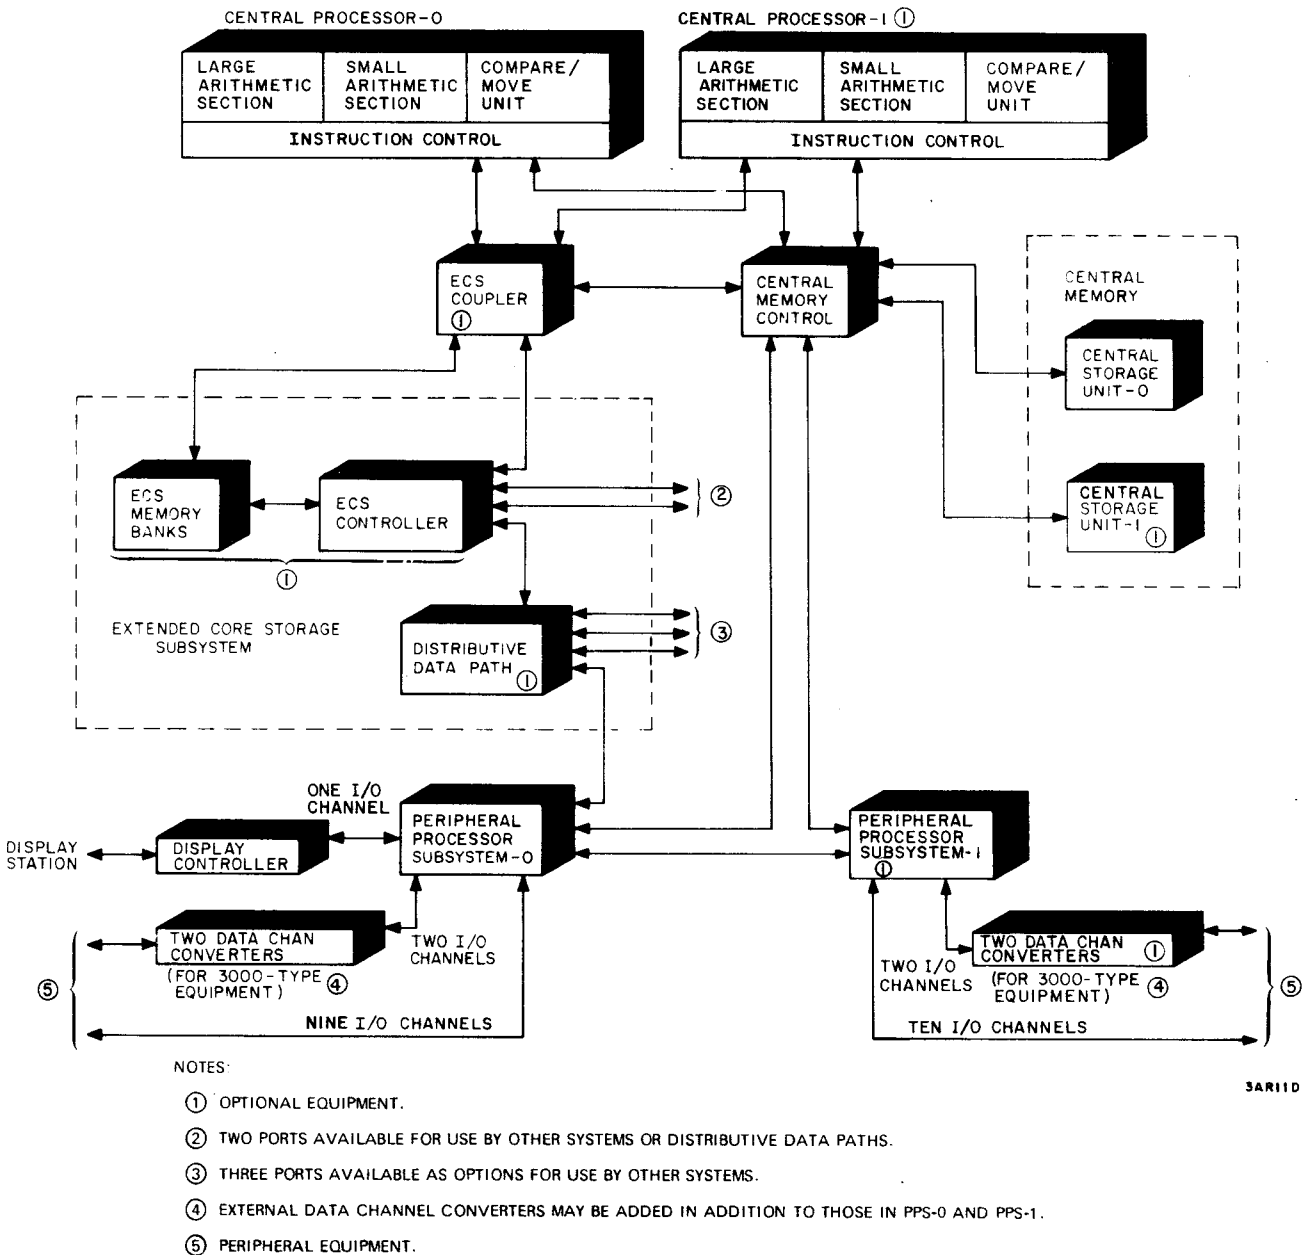 CENTRAL PROCESSOR-0
CENTRAL PROCESSOR-1 ①
LARGE
ARITHMETIC
SECTION
SMALL
ARITHMETIC
SECTION
COMPARE/
MOVE
UNIT
INSTRUCTION CONTROL
LARGE
ARITHMETIC
SECTION
SMALL
ARITHMETIC
SECTION
COMPARE/
MOVE
UNIT
INSTRUCTION CONTROL
ECS
COUPLER
①
CENTRAL
MEMORY
CONTROL
CENTRAL
MEMORY
CENTRAL
STORAGE
UNIT-0
CENTRAL
STORAGE
UNIT-1
①
ECS
MEMORY
BANKS
ECS
CONTROLLER
②
①
EXTENDED CORE STORAGE
SUBSYSTEM
DISTRIBUTIVE
DATA PATH
①
③
ONE I/O
CHANNEL
DISPLAY
STATION
DISPLAY
CONTROLLER
PERIPHERAL
PROCESSOR
SUBSYSTEM-0
PERIPHERAL
PROCESSOR
SUBSYSTEM-1
①
TWO DATA CHAN
CONVERTERS
(FOR 3000-TYPE
EQUIPMENT) ④
TWO I/O
CHANNELS
⑤
NINE I/O CHANNELS
TWO I/O
CHANNELS
TWO DATA CHAN
CONVERTERS ①
(FOR 3000-TYPE
EQUIPMENT) ④
⑤
TEN I/O CHANNELS
3AR11D
NOTES:
① OPTIONAL EQUIPMENT.
② TWO PORTS AVAILABLE FOR USE BY OTHER SYSTEMS OR DISTRIBUTIVE DATA PATHS.
③ THREE PORTS AVAILABLE AS OPTIONS FOR USE BY OTHER SYSTEMS.
④ EXTERNAL DATA CHANNEL CONVERTERS MAY BE ADDED IN ADDITION TO THOSE IN PPS-0 AND PPS-1.
⑤ PERIPHERAL EQUIPMENT.